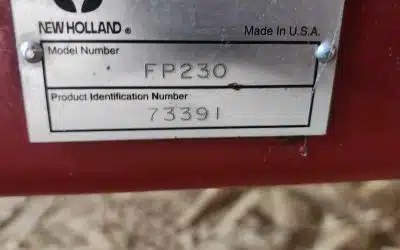 NEW HOLLAND ® Made In U.S.A.
Model Number
FP230
Product Identification Number
73391